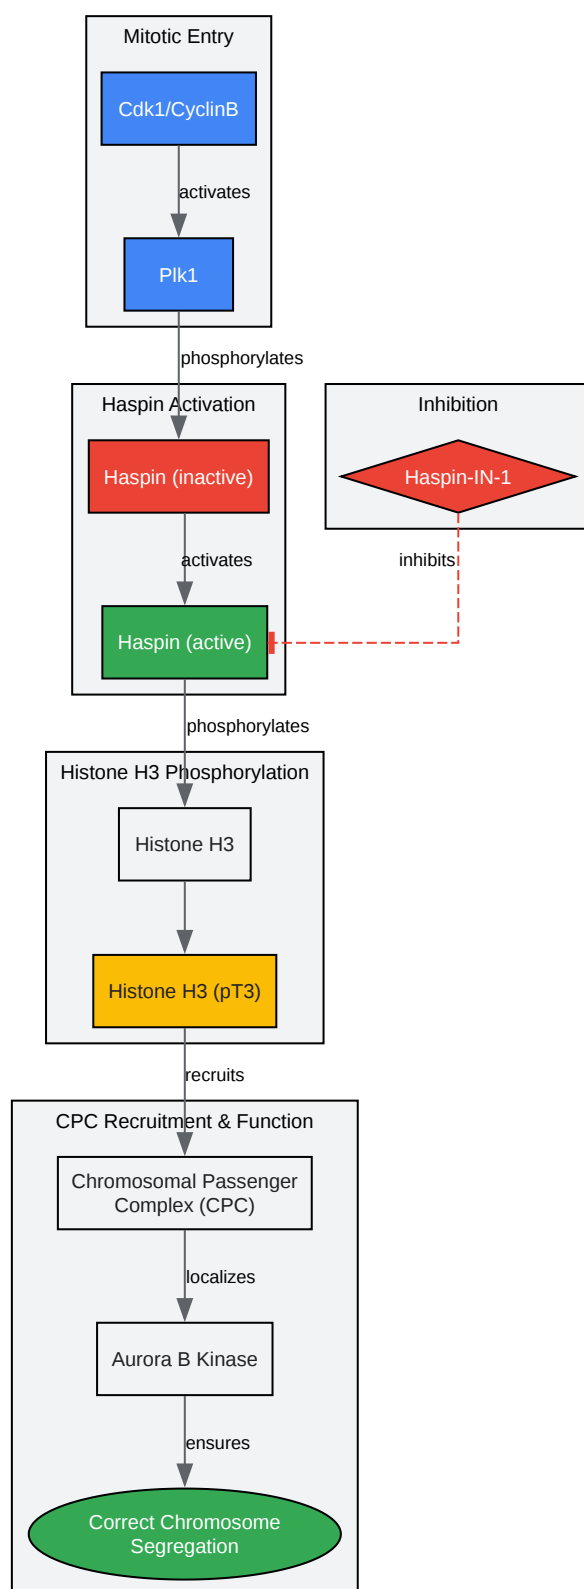 Mitotic Entry
Cdk1/CyclinB
activates
Plk1
phosphorylates
Haspin Activation
Inhibition
Haspin (inactive)
Haspin-IN-1
activates
inhibits
Haspin (active)
phosphorylates
Histone H3 Phosphorylation
Histone H3
Histone H3 (pT3)
recruits
CPC Recruitment & Function
Chromosomal Passenger
Complex (CPC)
localizes
Aurora B Kinase
ensures
Correct Chromosome
Segregation